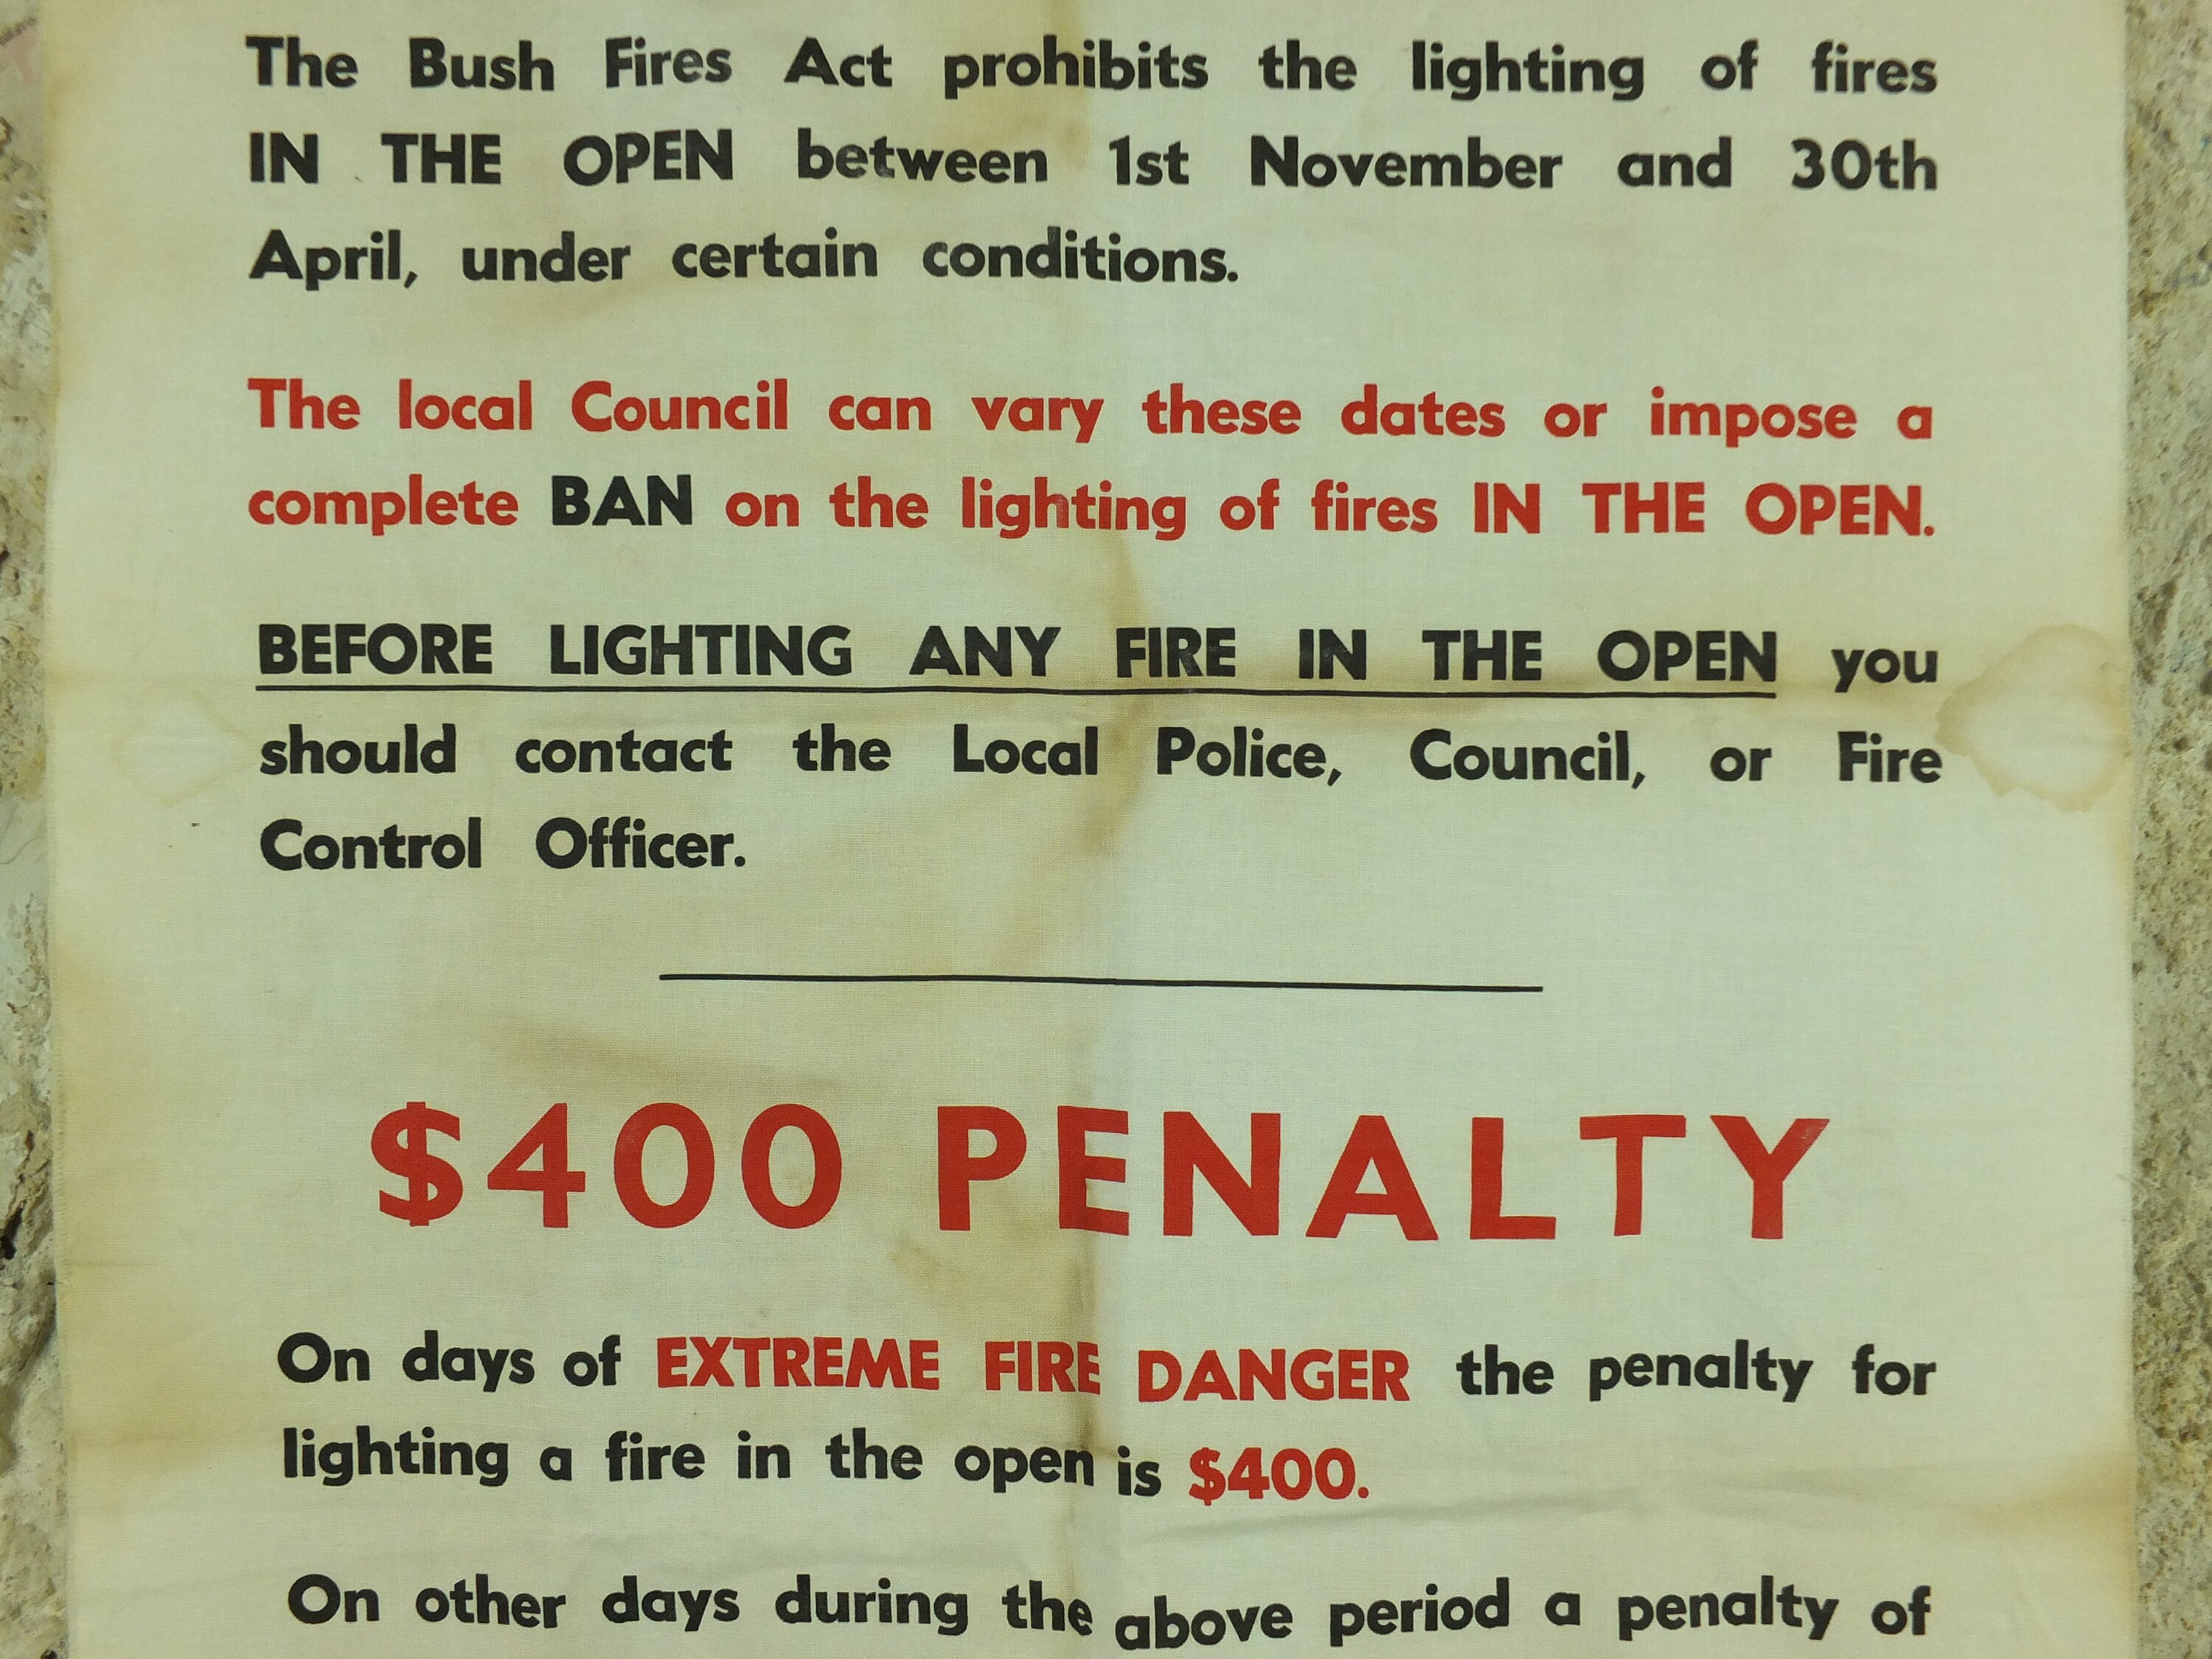 The Bush Fires Act prohibits the lighting of fires
IN THE OPEN between 1st November and 30th
April, under certain conditions.
The local Council can vary these dates or impose a
complete BAN on the lighting of fires IN THE OPEN.
BEFORE LIGHTING ANY FIRE IN THE OPEN you
should contact the Local Police, Council, or Fire
Control Officer.
$400 PENALTY
On days of EXTREME FIRE DANGER the penalty for
lighting a fire in the open is $400.
On other days during the above period a penalty of